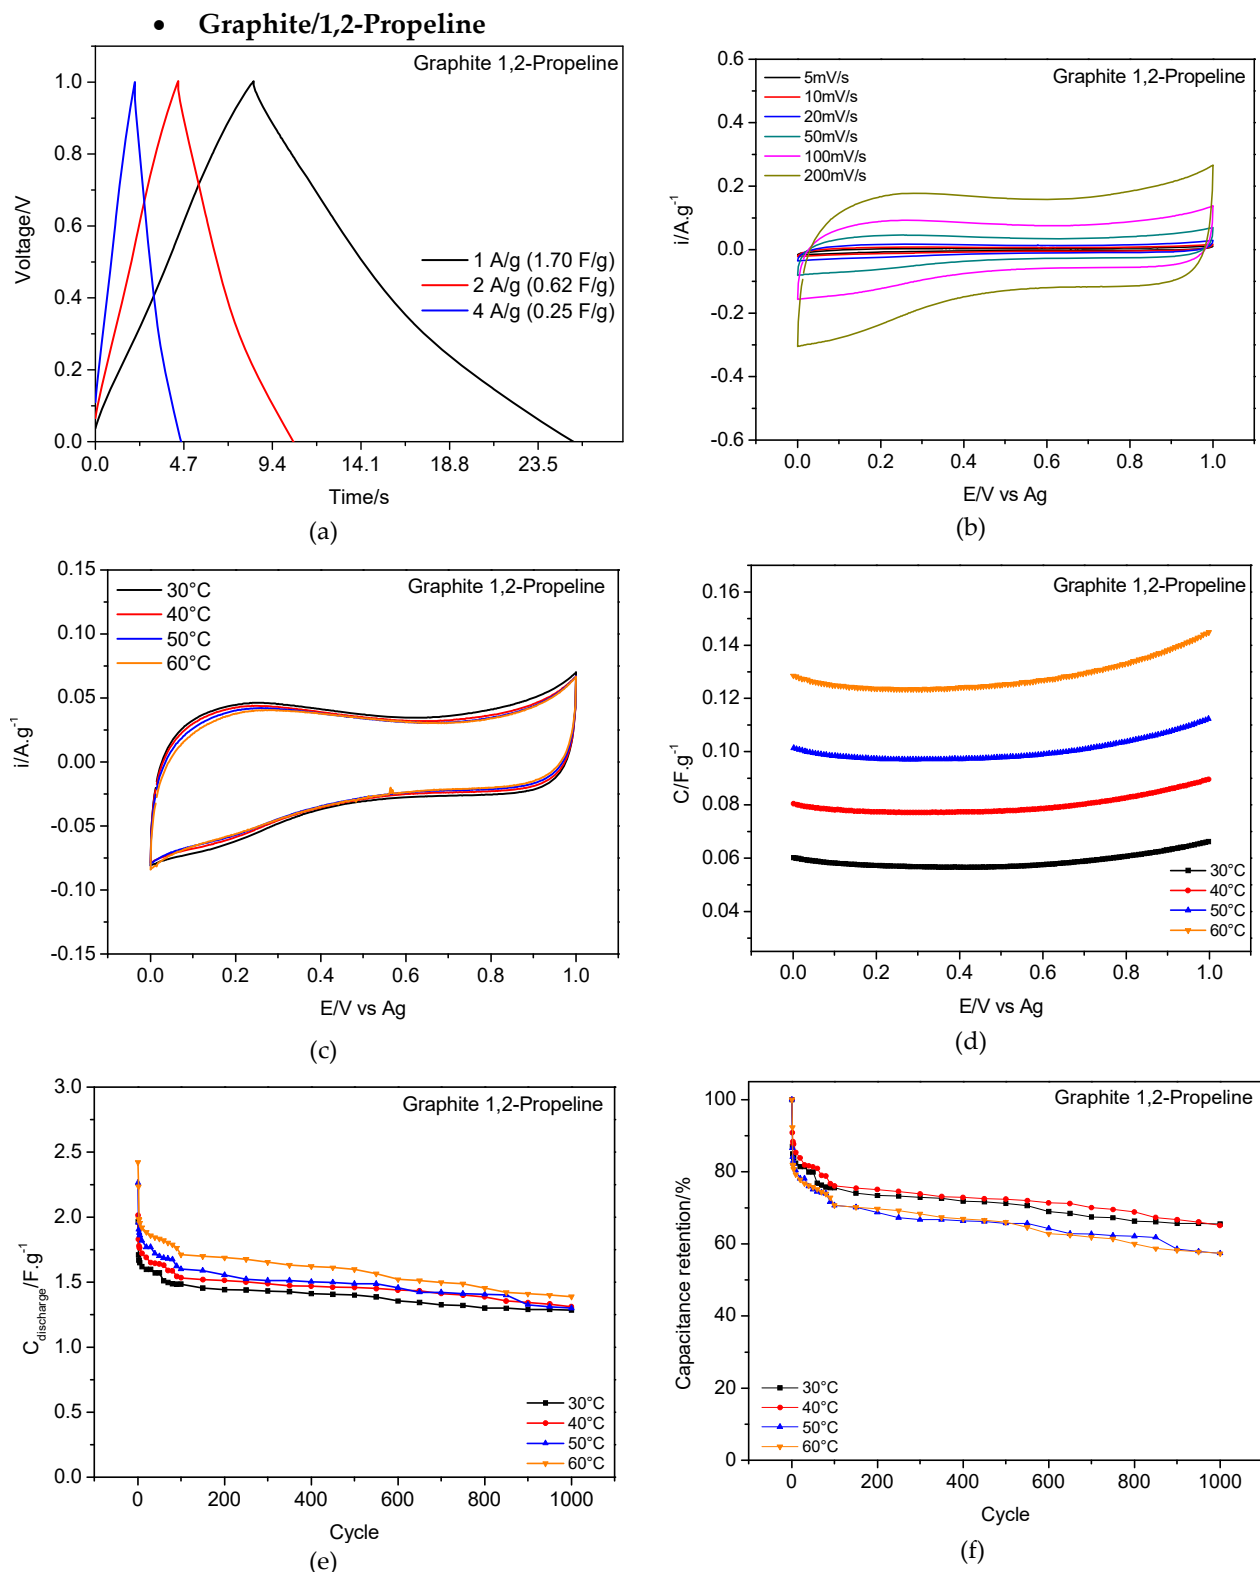 • Graphite/1,2-Propeline
Graphite 1,2-Propeline
1.0
0.8
0.6
0.4
0.2
0.0
Voltage/V
1 A/g (1.70 F/g)
2 A/g (0.62 F/g)
4 A/g (0.25 F/g)
0.0 4.7 9.4 14.1 18.8 23.5
Time/s
(a)
Graphite 1,2-Propeline
0.6
0.4
0.2
0.0
-0.2
-0.4
-0.6
i/A.g-1
5mV/s
10mV/s
20mV/s
50mV/s
100mV/s
200mV/s
0.0 0.2 0.4 0.6 0.8 1.0
E/V vs Ag
(b)
Graphite 1,2-Propeline
0.15
0.10
0.05
0.00
-0.05
-0.10
-0.15
i/A.g-1
30°C
40°C
50°C
60°C
0.0 0.2 0.4 0.6 0.8 1.0
E/V vs Ag
(c)
Graphite 1,2-Propeline
0.16
0.14
0.12
0.10
0.08
0.06
0.04
C/F.g-1
30°C
40°C
50°C
60°C
0.0 0.2 0.4 0.6 0.8 1.0
E/V vs Ag
(d)
Graphite 1,2-Propeline
3.0
2.5
2.0
1.5
1.0
0.5
0.0
Cdischarge/F.g-1
30°C
40°C
50°C
60°C
0 200 400 600 800 1000
Cycle
(e)
Graphite 1,2-Propeline
100
80
60
40
20
0
Capacitance retention/%
30°C
40°C
50°C
60°C
0 200 400 600 800 1000
Cycle
(f)